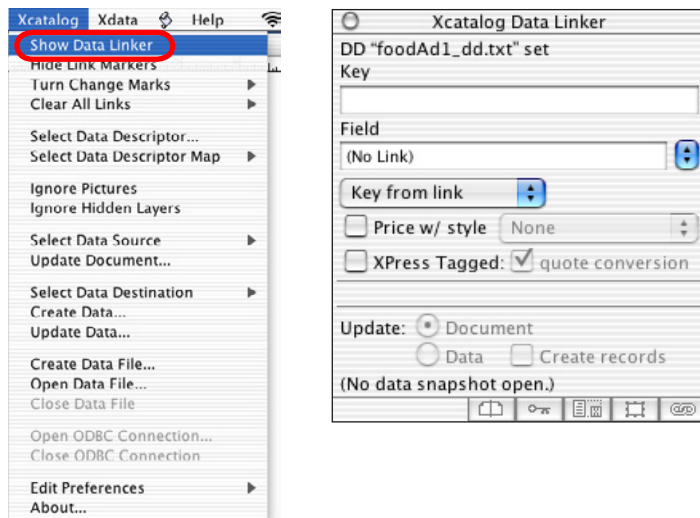 Xcatalog Xdata Help
Show Data Linker
Hide Link Markers
Turn Change Marks
Clear All Links
Select Data Descriptor...
Select Data Descriptor Map
Ignore Pictures
Ignore Hidden Layers
Select Data Source
Update Document...
Select Data Destination
Create Data...
Update Data...
Create Data File...
Open Data File...
Close Data File
Open ODBC Connection...
Close ODBC Connection
Edit Preferences
About...
Xcatalog Data Linker
DD "foodAd1_dd.txt" set
Key
Field
(No Link)
Key from link
Price w/ style None
XPress Tagged: quote conversion
Update: Document
Data Create records
(No data snapshot open.)